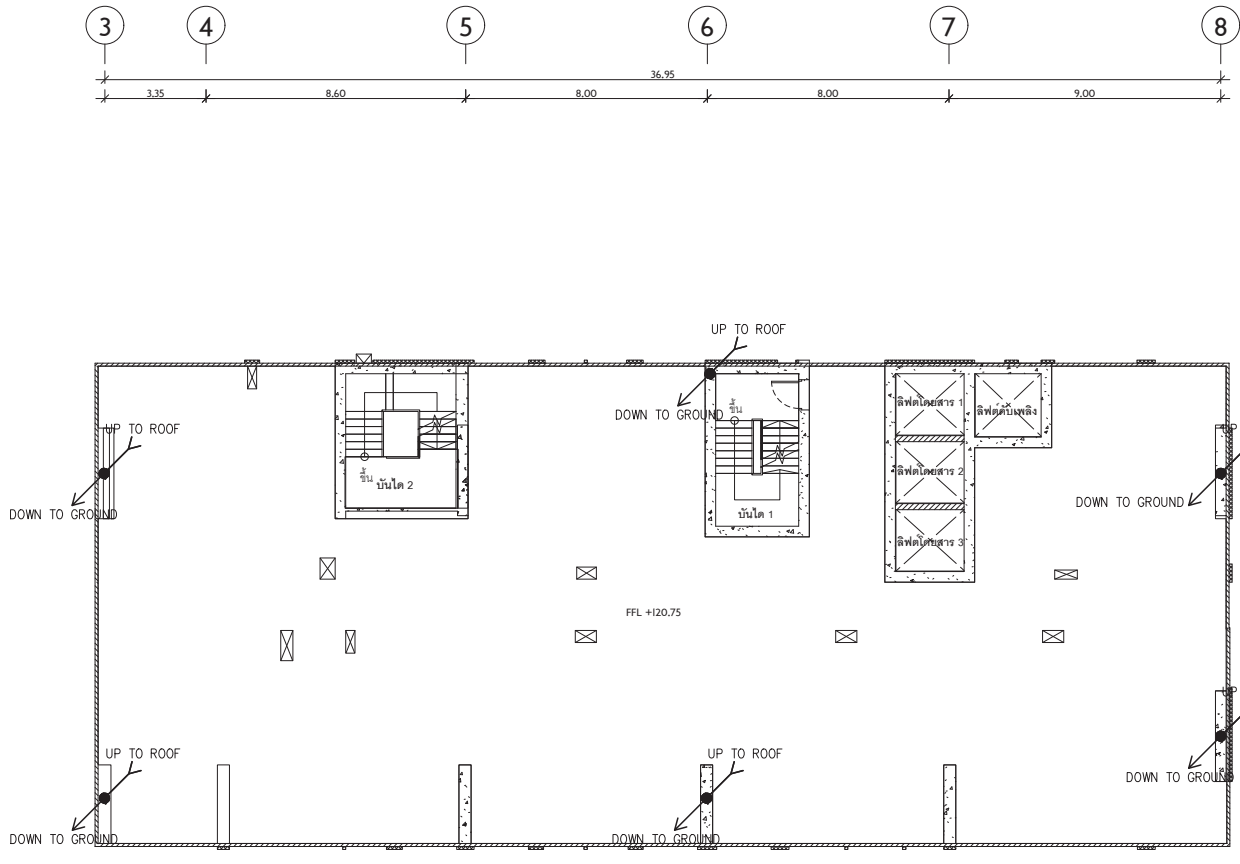 3 4 5 6 7 8
36.95
3.35 8.60 8.00 8.00 9.00
UP TO ROOF
DOWN TO GROUND
ขึ้น
ลิฟต์โดยสาร 1
ลิฟต์ดับเพลิง
UP TO ROOF
UP
ลิฟต์โดยสาร 2
ขึ้น
บันได 2
DOWN TO GROUND
บันได 1
DOWN TO GROUND
ลิฟต์โดยสาร 3
FFL +120.75
UP
UP TO ROOF
UP TO ROOF
DOWN TO GROUND
DOWN TO GROUND
DOWN TO GROUND